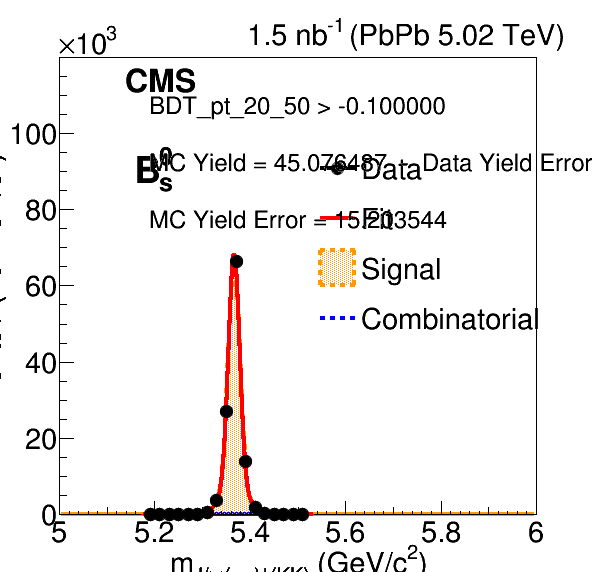 ×10³ 1.5 nb⁻¹ (PbPb 5.02 TeV)
CMS
BDT_pt_20_50 > -0.100000
100
MC Yield = 45.076487 Data Yield Error
B⁰s
Data
80
MC Yield Error = 15.203544
Fit
60
Signal
Combinatorial
40
20
0
5 5.2 5.4 5.6 5.8 6
(GeV/c²)